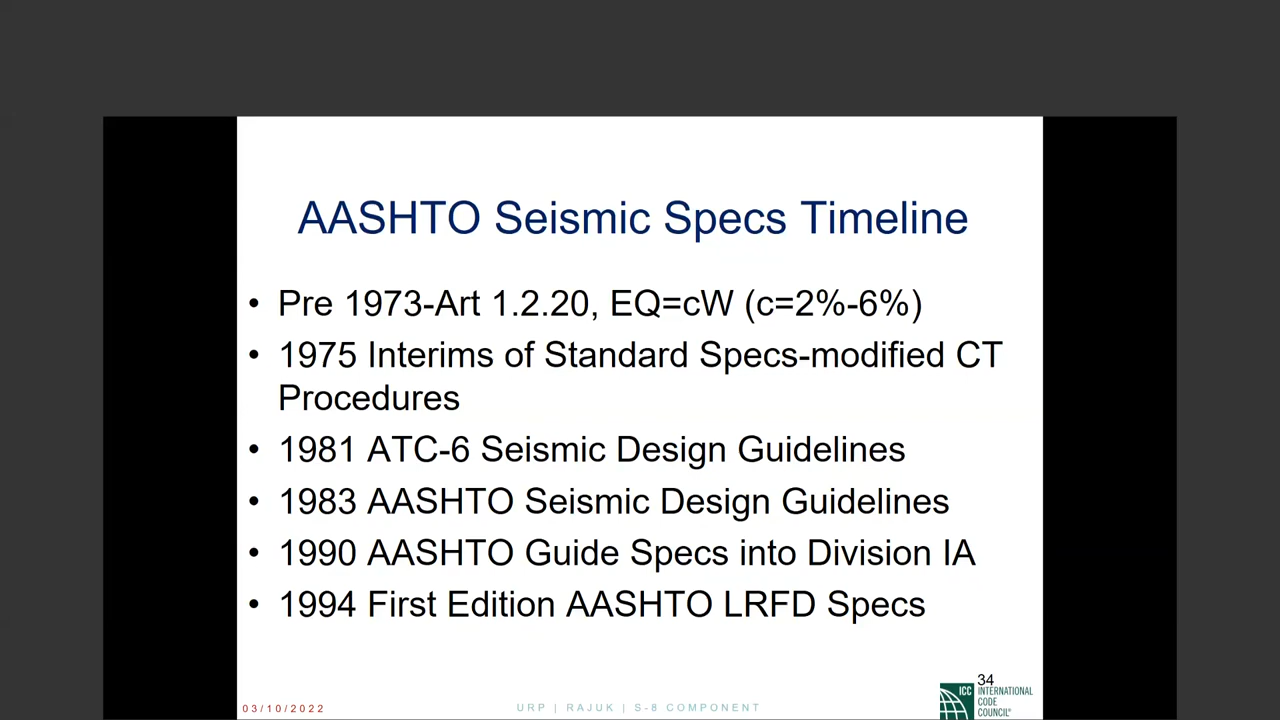 AASHTO Seismic Specs Timeline
• Pre 1973-Art 1.2.20, EQ=cW (c=2%-6%)
• 1975 Interims of Standard Specs-modified CT
Procedures
• 1981 ATC-6 Seismic Design Guidelines
• 1983 AASHTO Seismic Design Guidelines
• 1990 AASHTO Guide Specs into Division IA
• 1994 First Edition AASHTO LRFD Specs
34
03/10/2022
URP | RAJUK | S-8 COMPONENT
ICC INTERNATIONAL
CODE
COUNCIL®